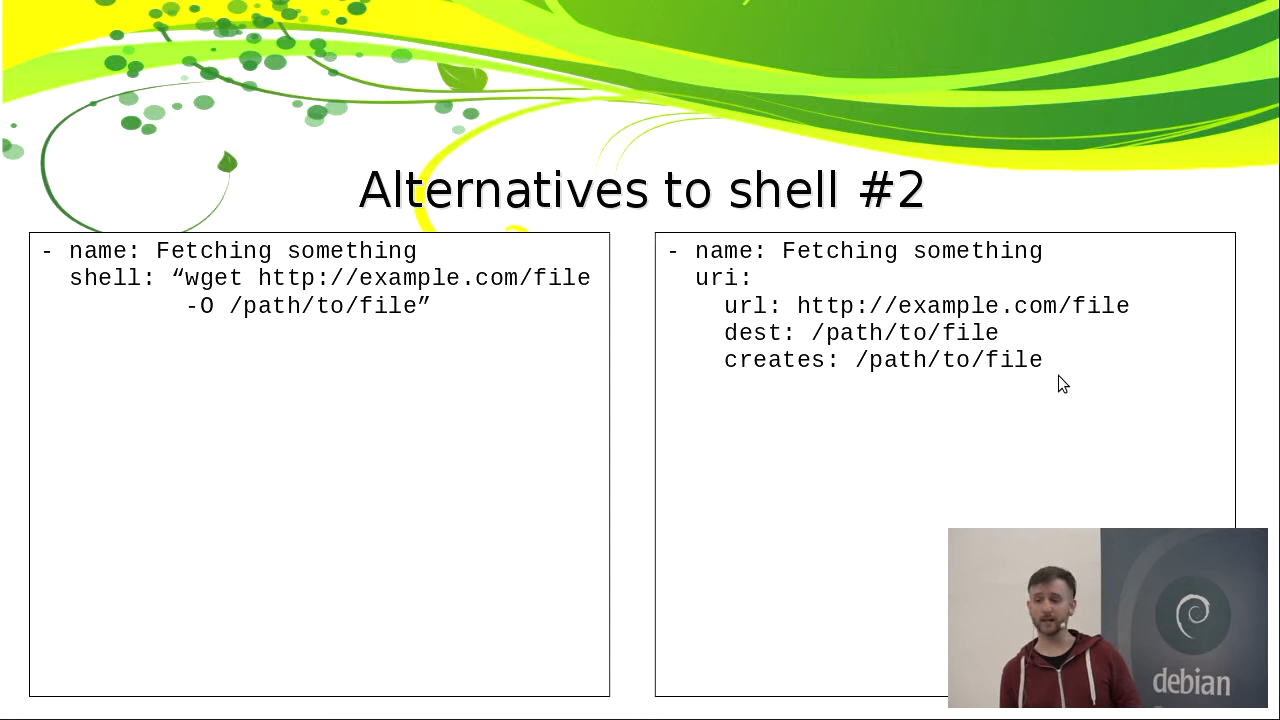 Alternatives to shell #2
- name: Fetching something
shell: “wget http://example.com/file
-O /path/to/file”
- name: Fetching something
uri:
url: http://example.com/file
dest: /path/to/file
creates: /path/to/file
debian